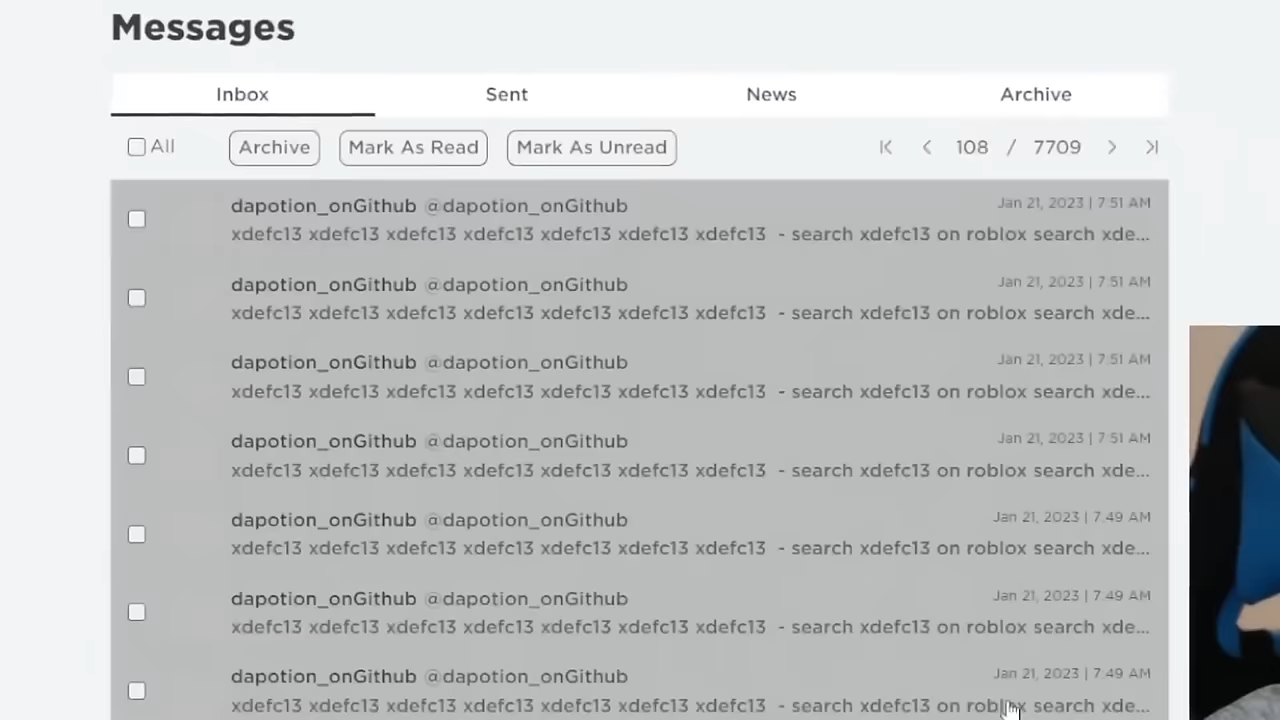 Messages
Inbox Sent News Archive
All Archive Mark As Read Mark As Unread 108 / 7709
dapotion_onGithub @dapotion_onGithub Jan 21, 2023 | 7:51 AM
xdefc13 xdefc13 xdefc13 xdefc13 xdefc13 xdefc13 xdefc13 - search xdefc13 on roblox search xde...
dapotion_onGithub @dapotion_onGithub Jan 21, 2023 | 7:51 AM
xdefc13 xdefc13 xdefc13 xdefc13 xdefc13 xdefc13 xdefc13 - search xdefc13 on roblox search xde...
dapotion_onGithub @dapotion_onGithub Jan 21, 2023 | 7:51 AM
xdefc13 xdefc13 xdefc13 xdefc13 xdefc13 xdefc13 xdefc13 - search xdefc13 on roblox search xde...
dapotion_onGithub @dapotion_onGithub Jan 21, 2023 | 7:51 AM
xdefc13 xdefc13 xdefc13 xdefc13 xdefc13 xdefc13 xdefc13 - search xdefc13 on roblox search xde...
dapotion_onGithub @dapotion_onGithub Jan 21, 2023 | 7:49 AM
xdefc13 xdefc13 xdefc13 xdefc13 xdefc13 xdefc13 xdefc13 - search xdefc13 on roblox search xde...
dapotion_onGithub @dapotion_onGithub Jan 21, 2023 | 7:49 AM
xdefc13 xdefc13 xdefc13 xdefc13 xdefc13 xdefc13 xdefc13 - search xdefc13 on roblox search xde...
dapotion_onGithub @dapotion_onGithub Jan 21, 2023 | 7:49 AM
xdefc13 xdefc13 xdefc13 xdefc13 xdefc13 xdefc13 xdefc13 - search xdefc13 on roblox search xde...